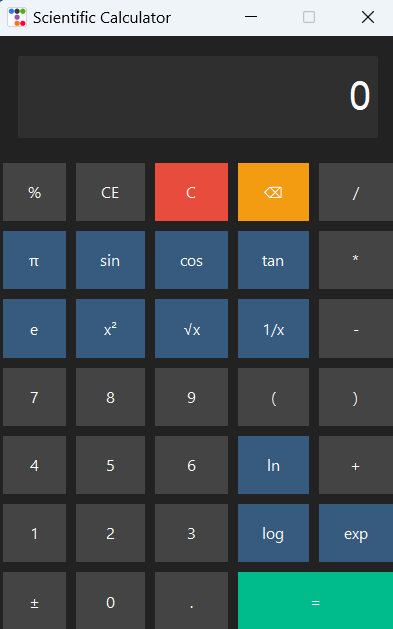 Scientific Calculator
0
% CE C ⌫ /
π sin cos tan *
e x² √x 1/x -
7 8 9 ( )
4 5 6 ln +
1 2 3 log exp
± 0 . =